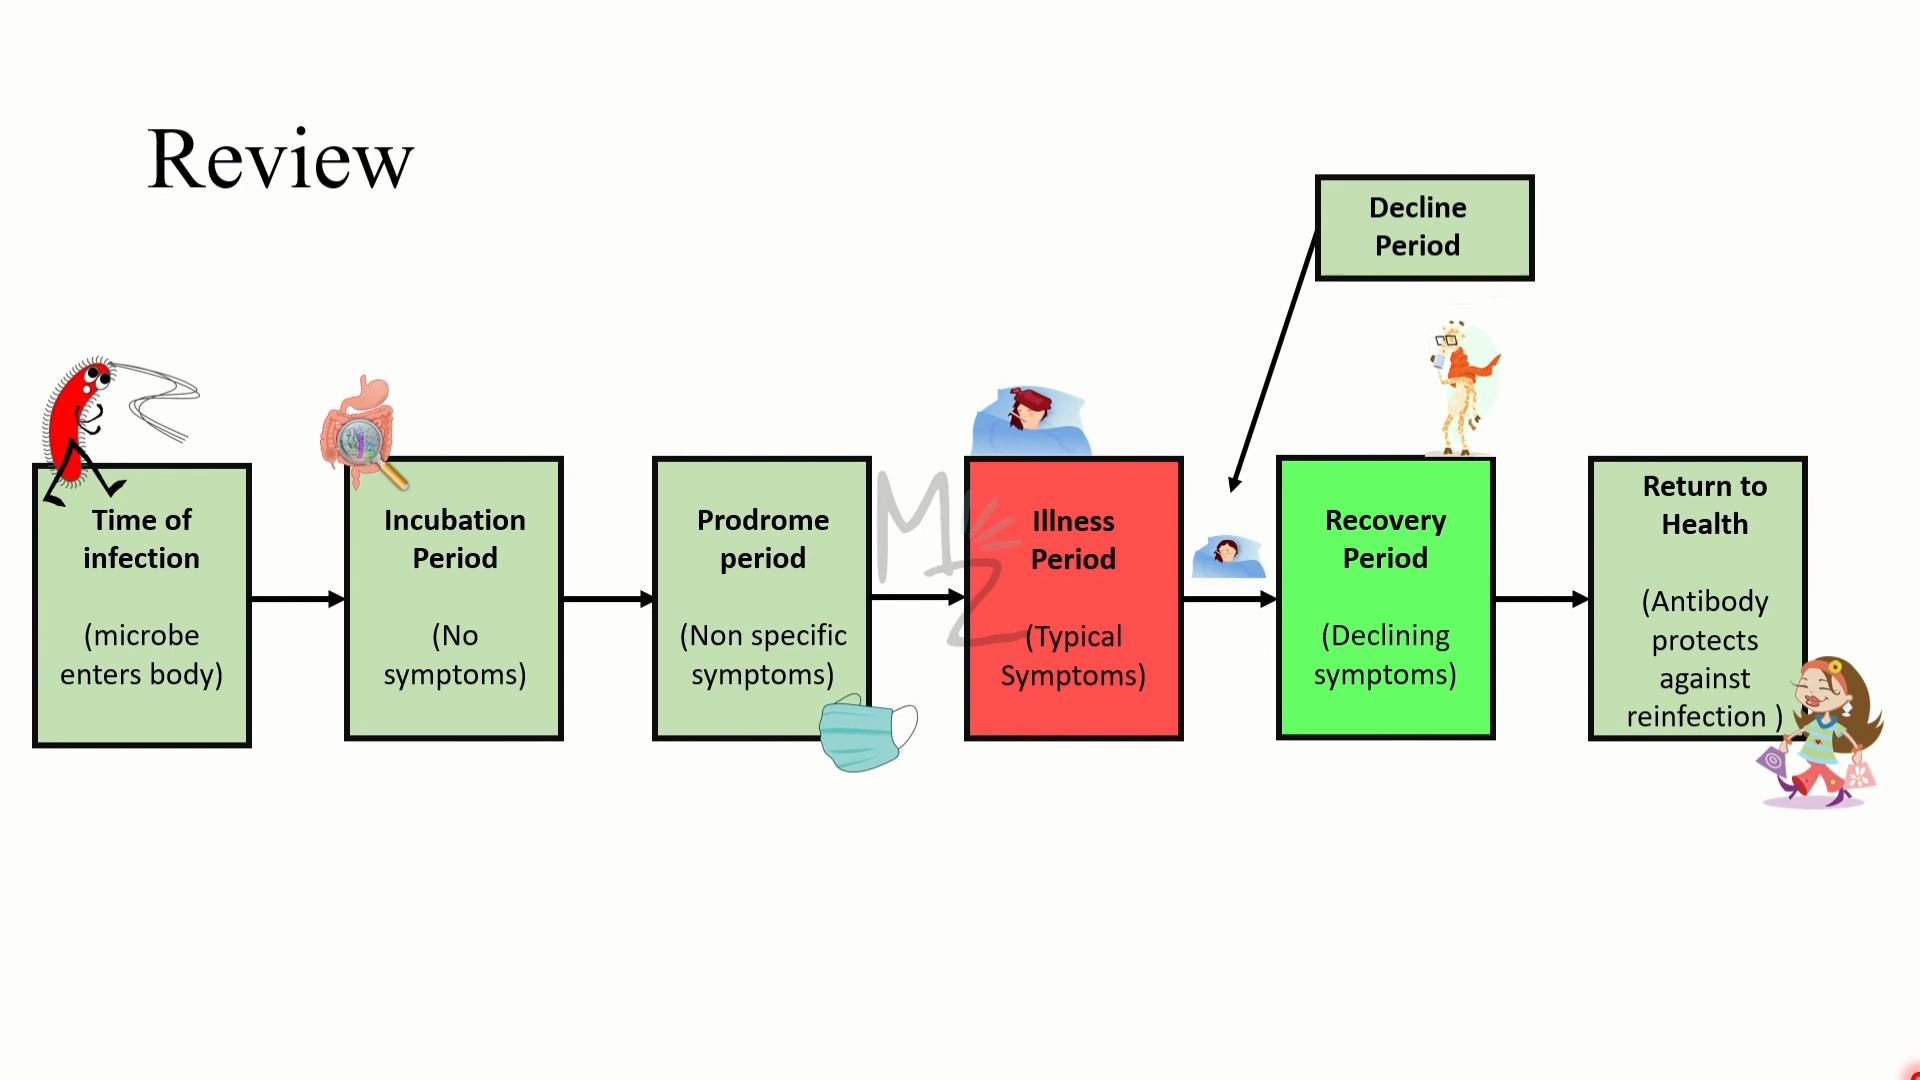 Review
Decline
Period
Time of
infection
(microbe
enters body)
Incubation
Period
(No
symptoms)
Prodrome
period
(Non specific
symptoms)
MZ
Illness
Period
(Typical
Symptoms)
Recovery
Period
(Declining
symptoms)
Return to
Health
(Antibody
protects
against
reinfection )